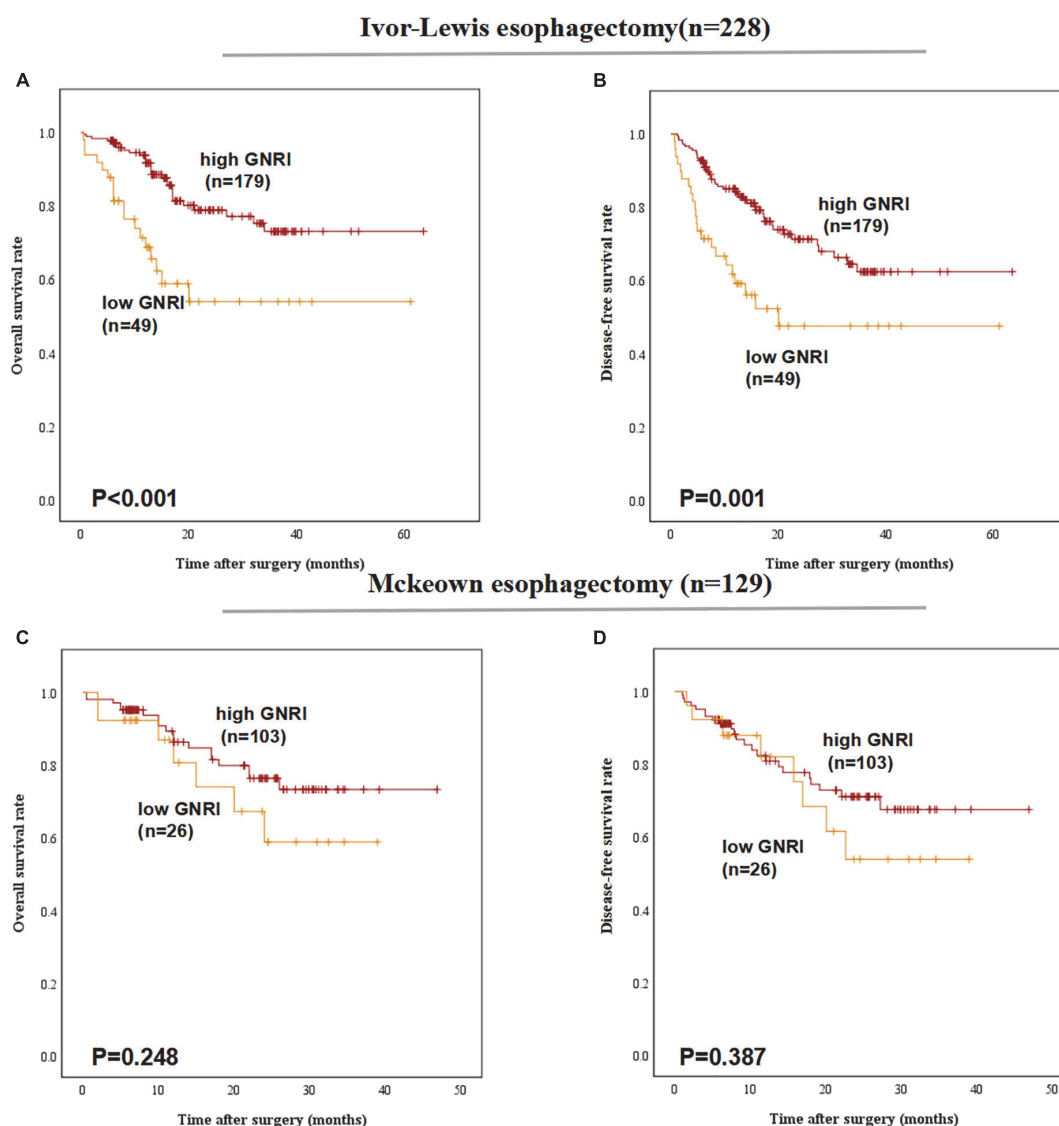 Ivor-Lewis esophagectomy(n=228)
A
Overall survival rate
1.0
0.8
0.6
0.4
0.2
0.0
high GNRI
(n=179)
low GNRI
(n=49)
P<0.001
0 20 40 60
Time after surgery (months)
B
Disease-free survival rate
1.0
0.8
0.6
0.4
0.2
0.0
high GNRI
(n=179)
low GNRI
(n=49)
P=0.001
0 20 40 60
Time after surgery (months)
Mckeown esophagectomy (n=129)
C
Overall survival rate
1.0
0.8
0.6
0.4
0.2
0.0
high GNRI
(n=103)
low GNRI
(n=26)
P=0.248
0 10 20 30 40 50
Time after surgery (months)
D
Disease-free survival rate
1.0
0.8
0.6
0.4
0.2
0.0
high GNRI
(n=103)
low GNRI
(n=26)
P=0.387
0 10 20 30 40 50
Time after surgery (months)